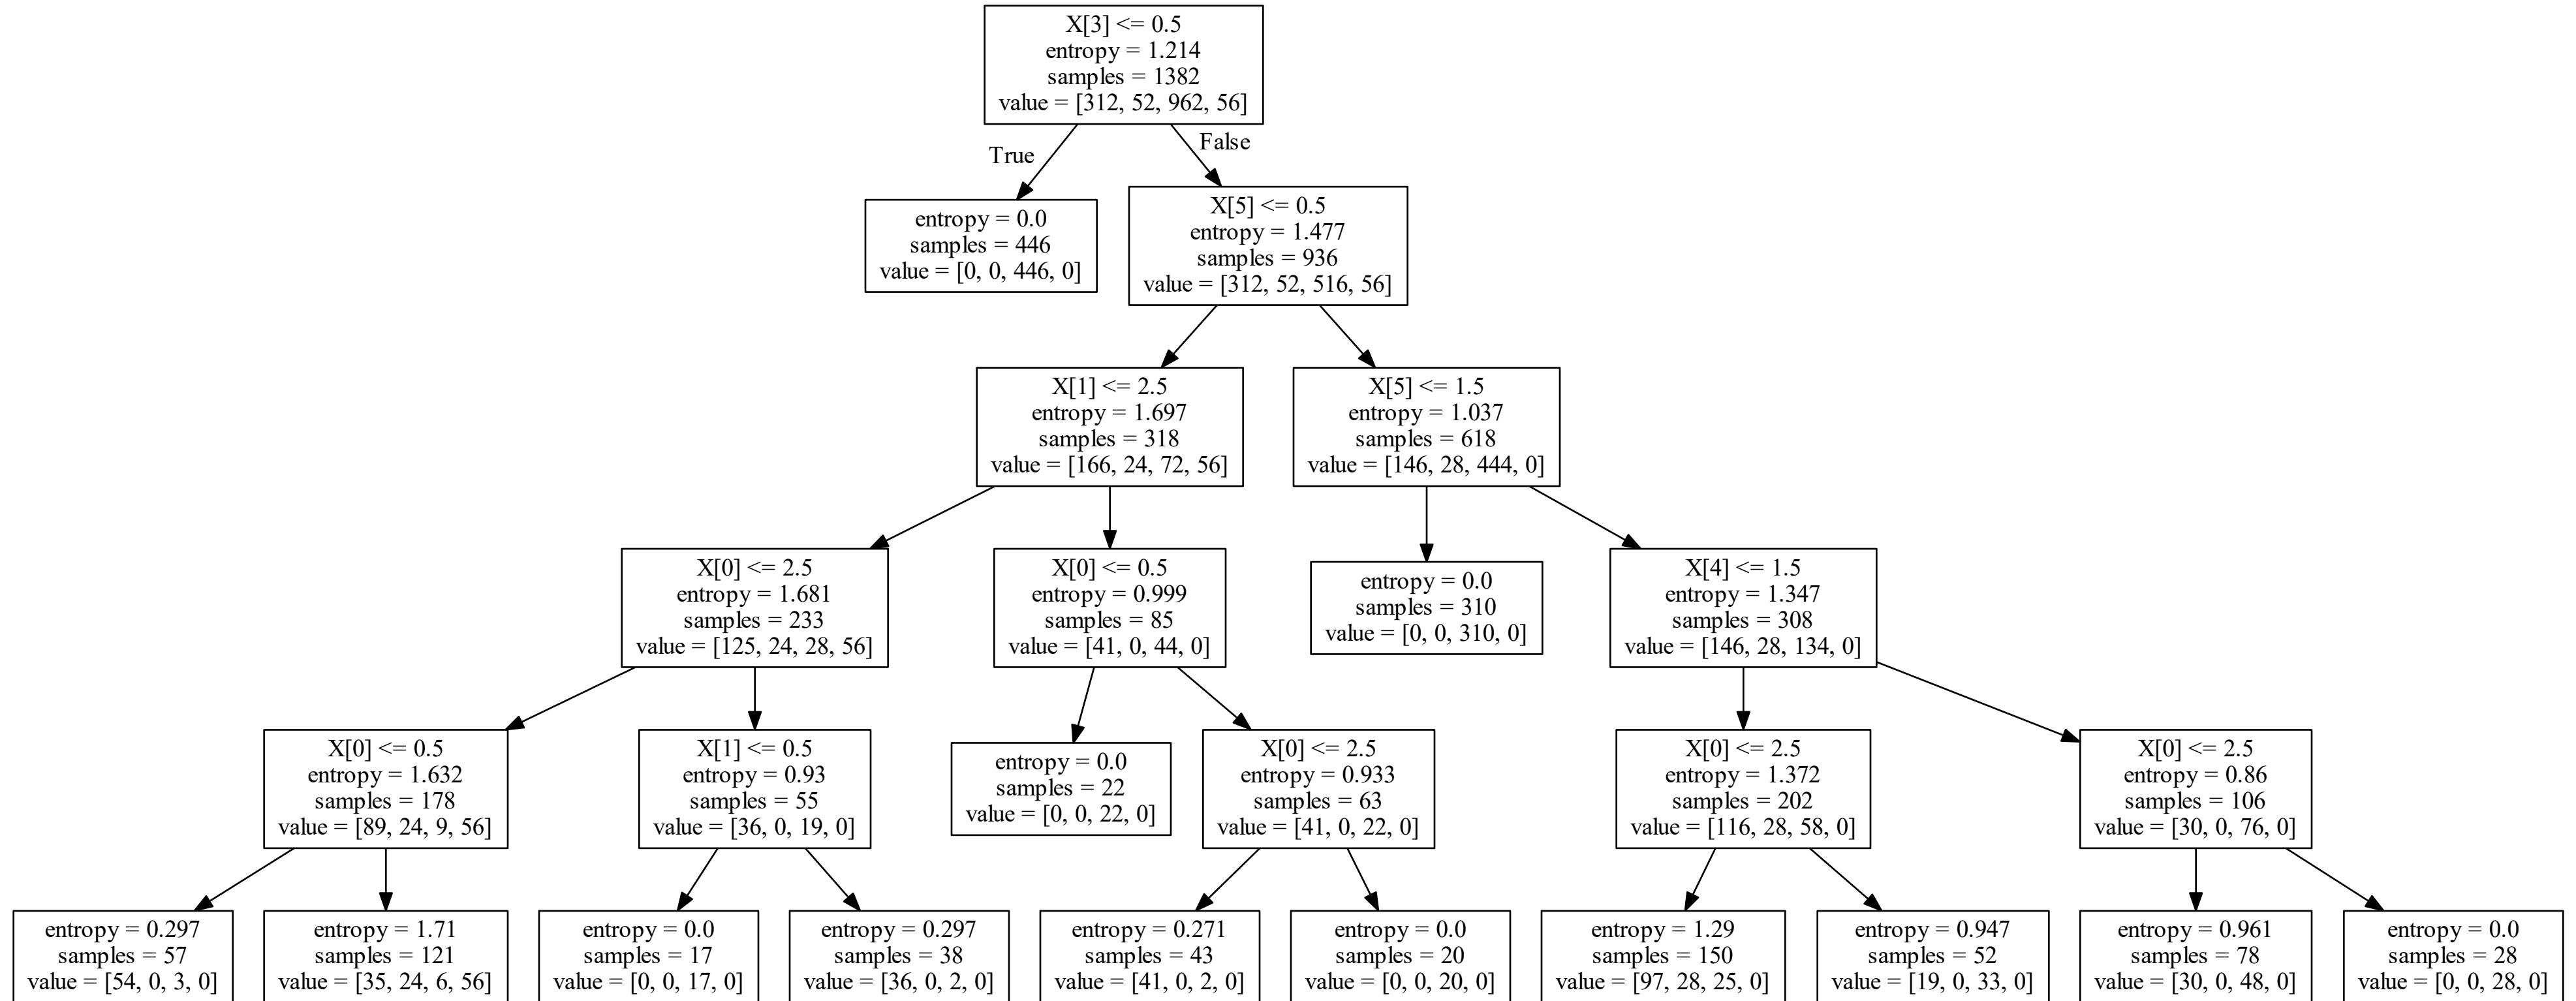 X[3] <= 0.5
entropy = 1.214
samples = 1382
value = [312, 52, 962, 56]
True
False
entropy = 0.0
samples = 446
value = [0, 0, 446, 0]
X[5] <= 0.5
entropy = 1.477
samples = 936
value = [312, 52, 516, 56]
X[1] <= 2.5
entropy = 1.697
samples = 318
value = [166, 24, 72, 56]
X[5] <= 1.5
entropy = 1.037
samples = 618
value = [146, 28, 444, 0]
X[0] <= 2.5
entropy = 1.681
samples = 233
value = [125, 24, 28, 56]
X[0] <= 0.5
entropy = 0.999
samples = 85
value = [41, 0, 44, 0]
entropy = 0.0
samples = 310
value = [0, 0, 310, 0]
X[4] <= 1.5
entropy = 1.347
samples = 308
value = [146, 28, 134, 0]
X[0] <= 0.5
entropy = 1.632
samples = 178
value = [89, 24, 9, 56]
X[1] <= 0.5
entropy = 0.93
samples = 55
value = [36, 0, 19, 0]
entropy = 0.0
samples = 22
value = [0, 0, 22, 0]
X[0] <= 2.5
entropy = 0.933
samples = 63
value = [41, 0, 22, 0]
X[0] <= 2.5
entropy = 1.372
samples = 202
value = [116, 28, 58, 0]
X[0] <= 2.5
entropy = 0.86
samples = 106
value = [30, 0, 76, 0]
entropy = 0.297
samples = 57
value = [54, 0, 3, 0]
entropy = 1.71
samples = 121
value = [35, 24, 6, 56]
entropy = 0.0
samples = 17
value = [0, 0, 17, 0]
entropy = 0.297
samples = 38
value = [36, 0, 2, 0]
entropy = 0.271
samples = 43
value = [41, 0, 2, 0]
entropy = 0.0
samples = 20
value = [0, 0, 20, 0]
entropy = 1.29
samples = 150
value = [97, 28, 25, 0]
entropy = 0.947
samples = 52
value = [19, 0, 33, 0]
entropy = 0.961
samples = 78
value = [30, 0, 48, 0]
entropy = 0.0
samples = 28
value = [0, 0, 28, 0]